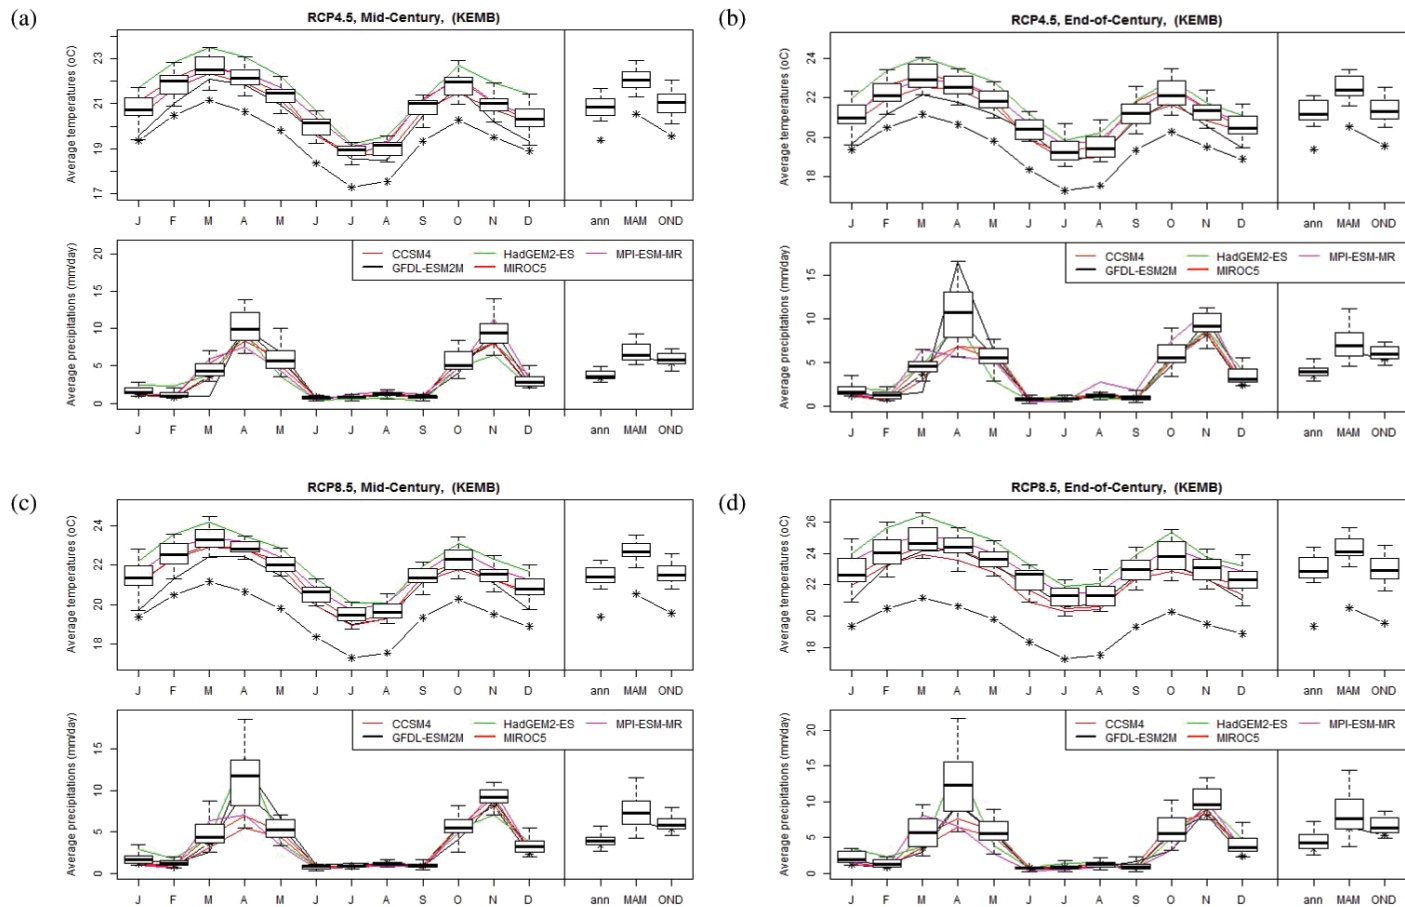 (a)
RCP4.5, Mid-Century, (KEMB)
Average temperatures (oC)
17 19 21 22 23
J F M A M J J A S O N D ann MAM OND
Average precipitations (mm/day)
0 5 10 15 20
CCSM4 HadGEM2-ES MPI-ESM-MR
GFDL-ESM2M MIROC5
J F M A M J J A S O N D ann MAM OND
(b)
RCP4.5, End-of-Century, (KEMB)
Average temperatures (oC)
18 20 22 24
J F M A M J J A S O N D ann MAM OND
Average precipitations (mm/day)
0 5 10 15
CCSM4 HadGEM2-ES MPI-ESM-MR
GFDL-ESM2M MIROC5
J F M A M J J A S O N D ann MAM OND
(c)
RCP8.5, Mid-Century, (KEMB)
Average temperatures (oC)
18 20 22 24
J F M A M J J A S O N D ann MAM OND
Average precipitations (mm/day)
0 5 10 15
CCSM4 HadGEM2-ES MPI-ESM-MR
GFDL-ESM2M MIROC5
J F M A M J J A S O N D ann MAM OND
(d)
RCP8.5, End-of-Century, (KEMB)
Average temperatures (oC)
18 20 22 24 26
J F M A M J J A S O N D ann MAM OND
Average precipitations (mm/day)
0 5 10 15 20
CCSM4 HadGEM2-ES MPI-ESM-MR
GFDL-ESM2M MIROC5
J F M A M J J A S O N D ann MAM OND